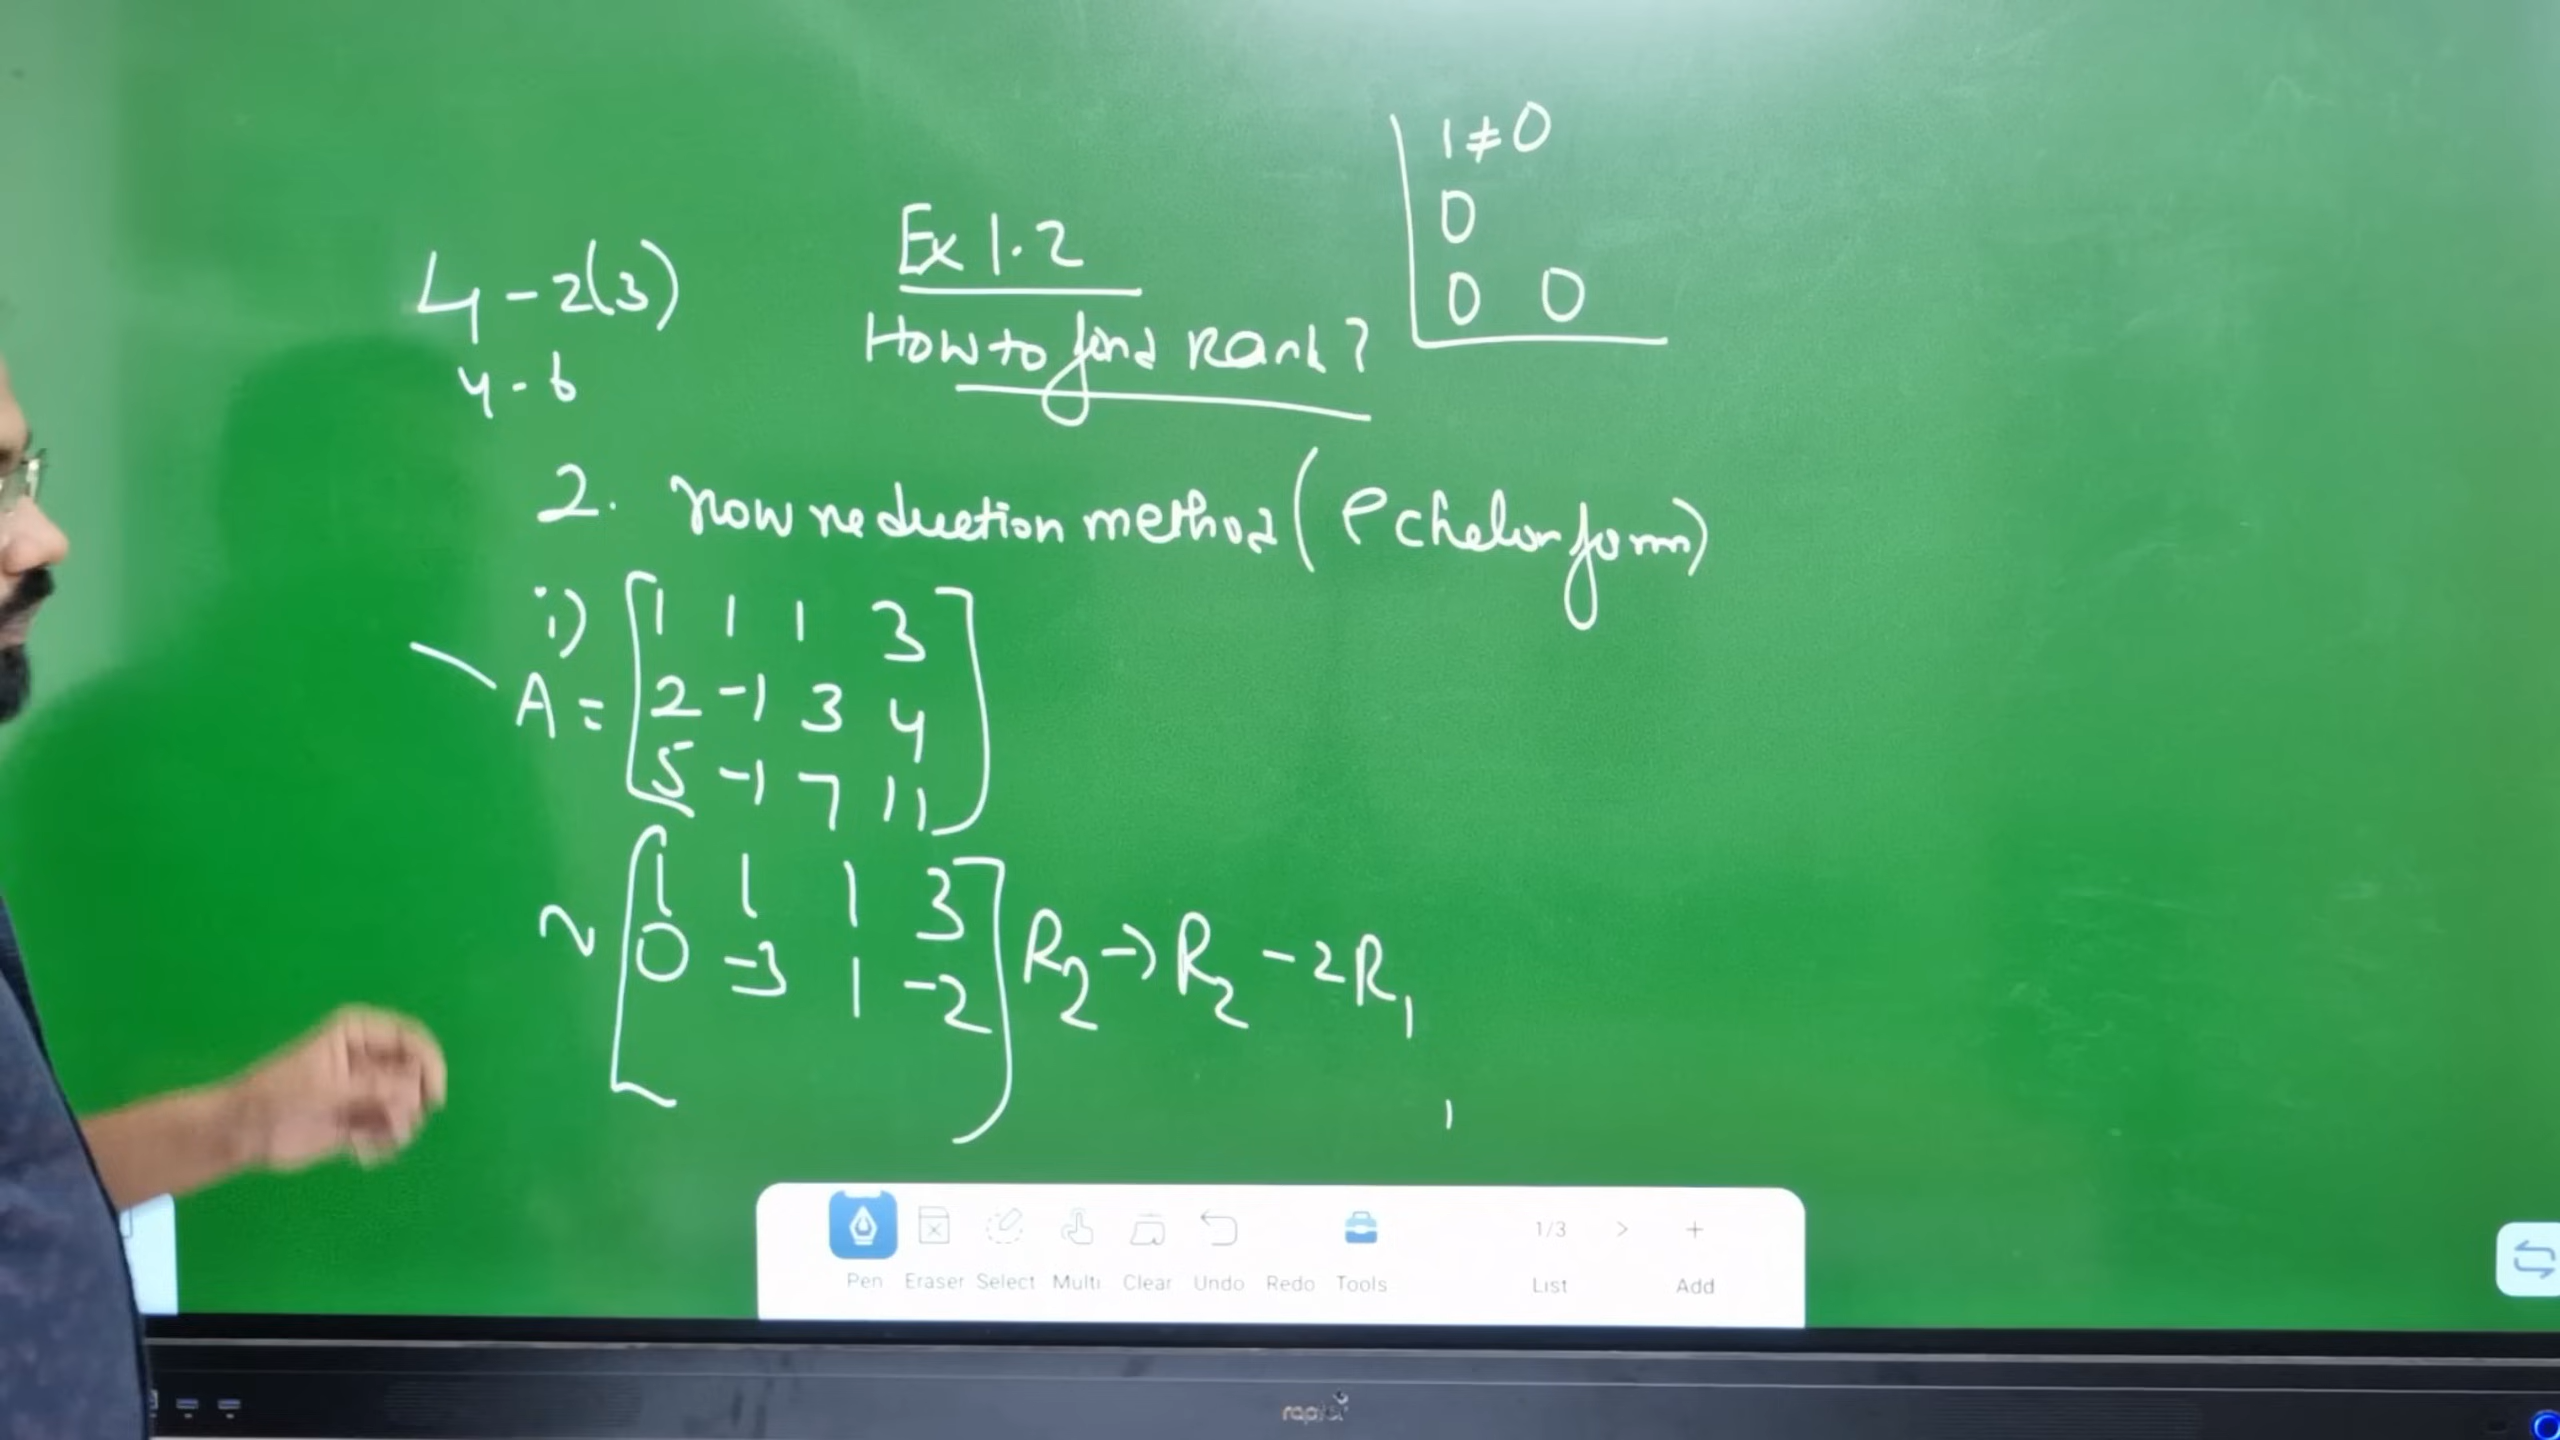 1 ≠ 0
0
0 0
Ex 1.2
4 - 2(3)
4 - 6
How to find Rank?
2. row reduction method (echelon form)
i)
A = [1 1 1 3
2 -1 3 4
5 -1 7 11]
~ [1 1 1 3
0 -3 1 -2] R2 → R2 - 2R1
Pen Eraser Select Multi Clear Undo Redo Tools 1/3 List > + Add